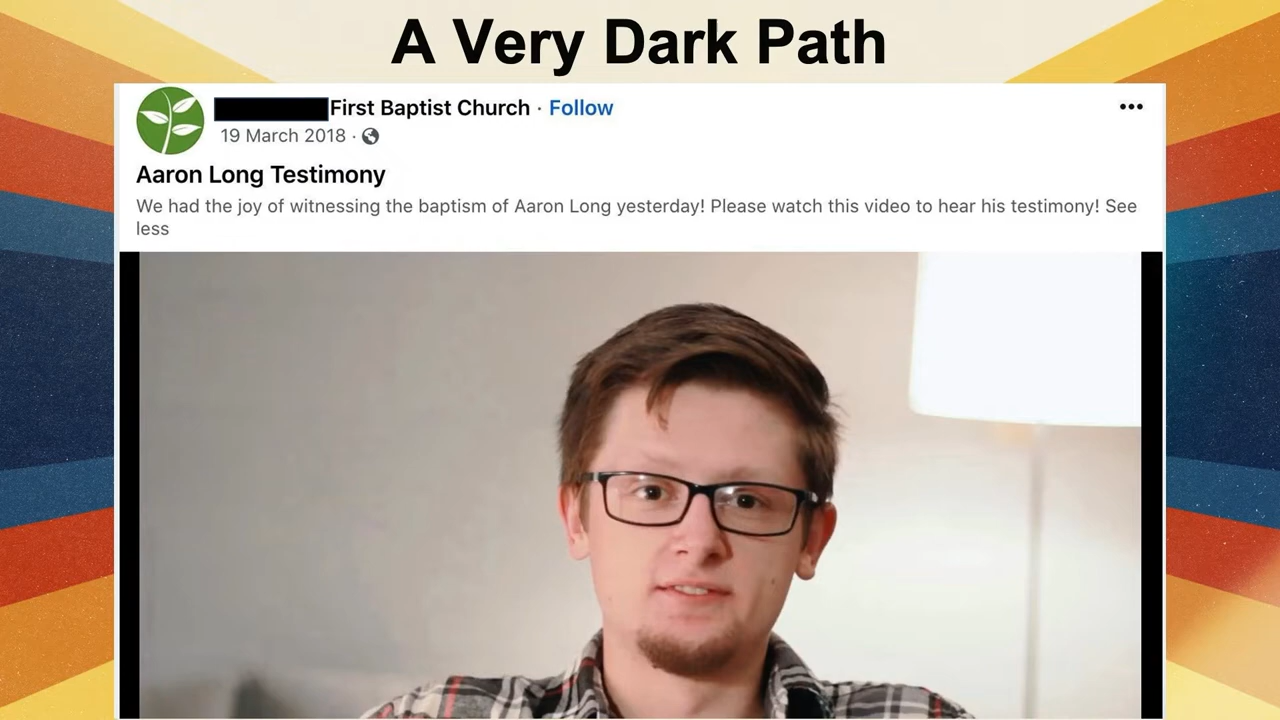 A Very Dark Path
First Baptist Church · Follow
19 March 2018 ·
Aaron Long Testimony
We had the joy of witnessing the baptism of Aaron Long yesterday! Please watch this video to hear his testimony! See
less